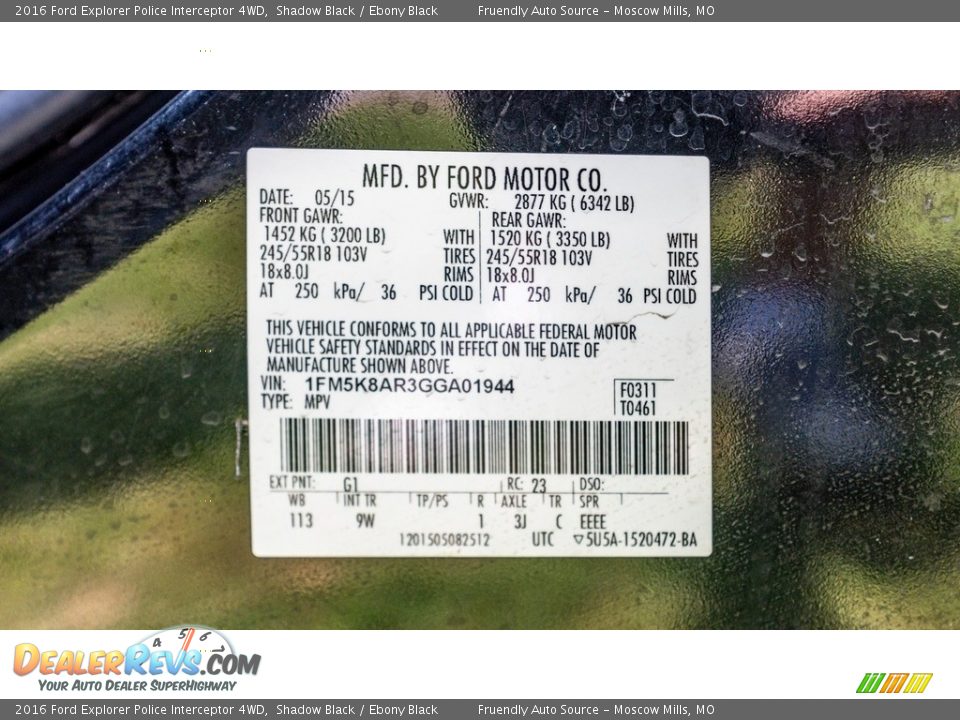 2016 Ford Explorer Police Interceptor 4WD, Shadow Black / Ebony Black Fruendly Auto Source – Moscow Mills, MO
MFD. BY FORD MOTOR CO.
DATE: 05/15 GVWR: 2877 KG ( 6342 LB)
FRONT GAWR: REAR GAWR:
1452 KG ( 3200 LB) WITH 1520 KG ( 3350 LB) WITH
245/55R18 103V TIRES 245/55R18 103V TIRES
18x8.0J RIMS 18x8.0J RIMS
AT 250 kPa/ 36 PSI COLD AT 250 kPa/ 36 PSI COLD
THIS VEHICLE CONFORMS TO ALL APPLICABLE FEDERAL MOTOR
VEHICLE SAFETY STANDARDS IN EFFECT ON THE DATE OF
MANUFACTURE SHOWN ABOVE.
VIN: 1FM5K8AR3GGA01944 F0311
TYPE: MPV T0461
EXT PNT: G1 RC: 23 DSO:
WB INT TR TP/PS R AXLE TR SPR
113 9W 1 3J C EEEE
1201505082512 UTC ▽5U5A-1520472-BA
4 5 6 7
DEALERREVS.COM
YOUR AUTO DEALER SUPERHIGHWAY
2016 Ford Explorer Police Interceptor 4WD, Shadow Black / Ebony Black Fruendly Auto Source – Moscow Mills, MO